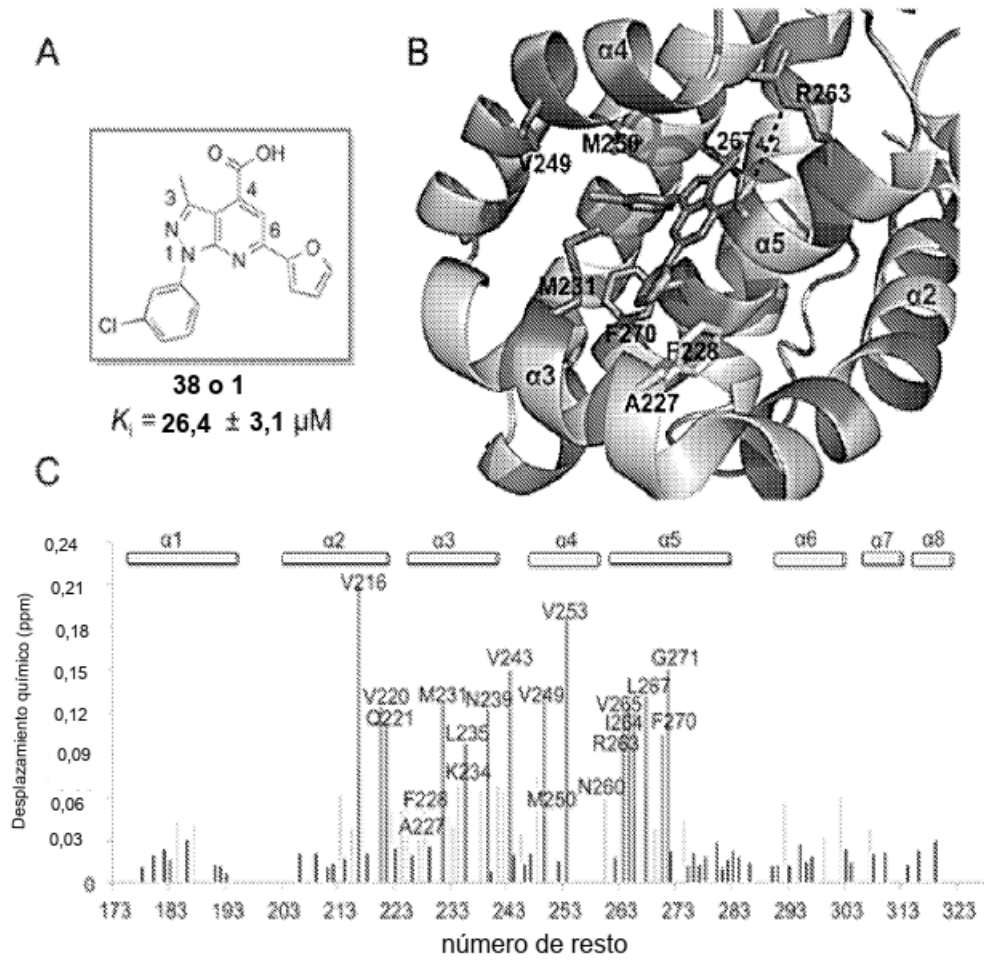 A
B
O
OH
3
4
6
N
1
N
N
O
Cl
38 o 1
Ki = 26,4 ± 3,1 µM
α4
R263
M250
V249
α5
M231
α2
F270
F228
α3
A227
C
α1 α2 α3 α4 α5 α6 α7 α8
0,24
0,21
0,18
0,15
0,12
0,09
0,06
0,03
0
Desplazamiento químico (ppm)
V216
V253
V243
G271
L267
V220
M231
N239
V249
V265
Q221
I264
F270
L235
R263
K234
N260
F228
M250
A227
173 183 193 203 213 223 233 243 253 263 273 283 293 303 313 323
número de resto